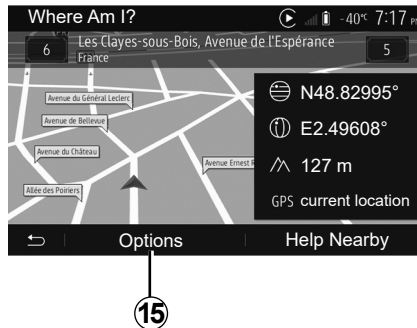 Where Am I?
-40°C 7:17 PM
6
Les Clayes-sous-Bois, Avenue de l'Espérance
France
5
Avenue du Général Leclerc
Avenue de Bellevue
Avenue du Château
Avenue Ernest R
Allée des Poiriers
N48.82995°
E2.49608°
127 m
GPS current location
Options
Help Nearby
15